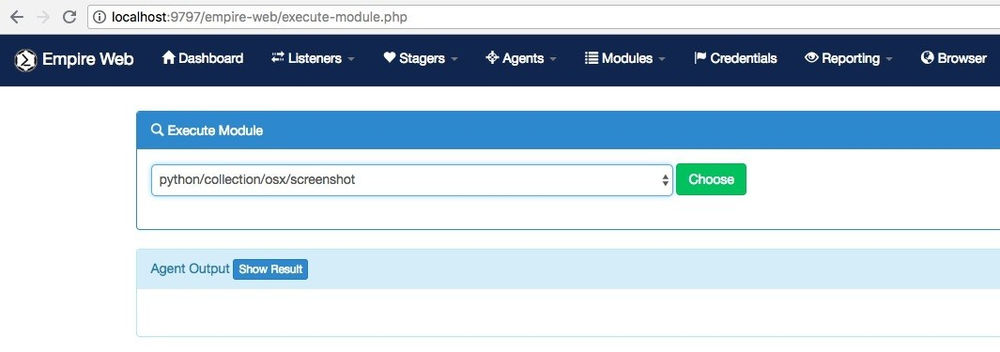 localhost:9797/empire-web/execute-module.php
Empire Web Dashboard Listeners Stagers Agents Modules Credentials Reporting Browser
Execute Module
python/collection/osx/screenshot Choose
Agent Output Show Result